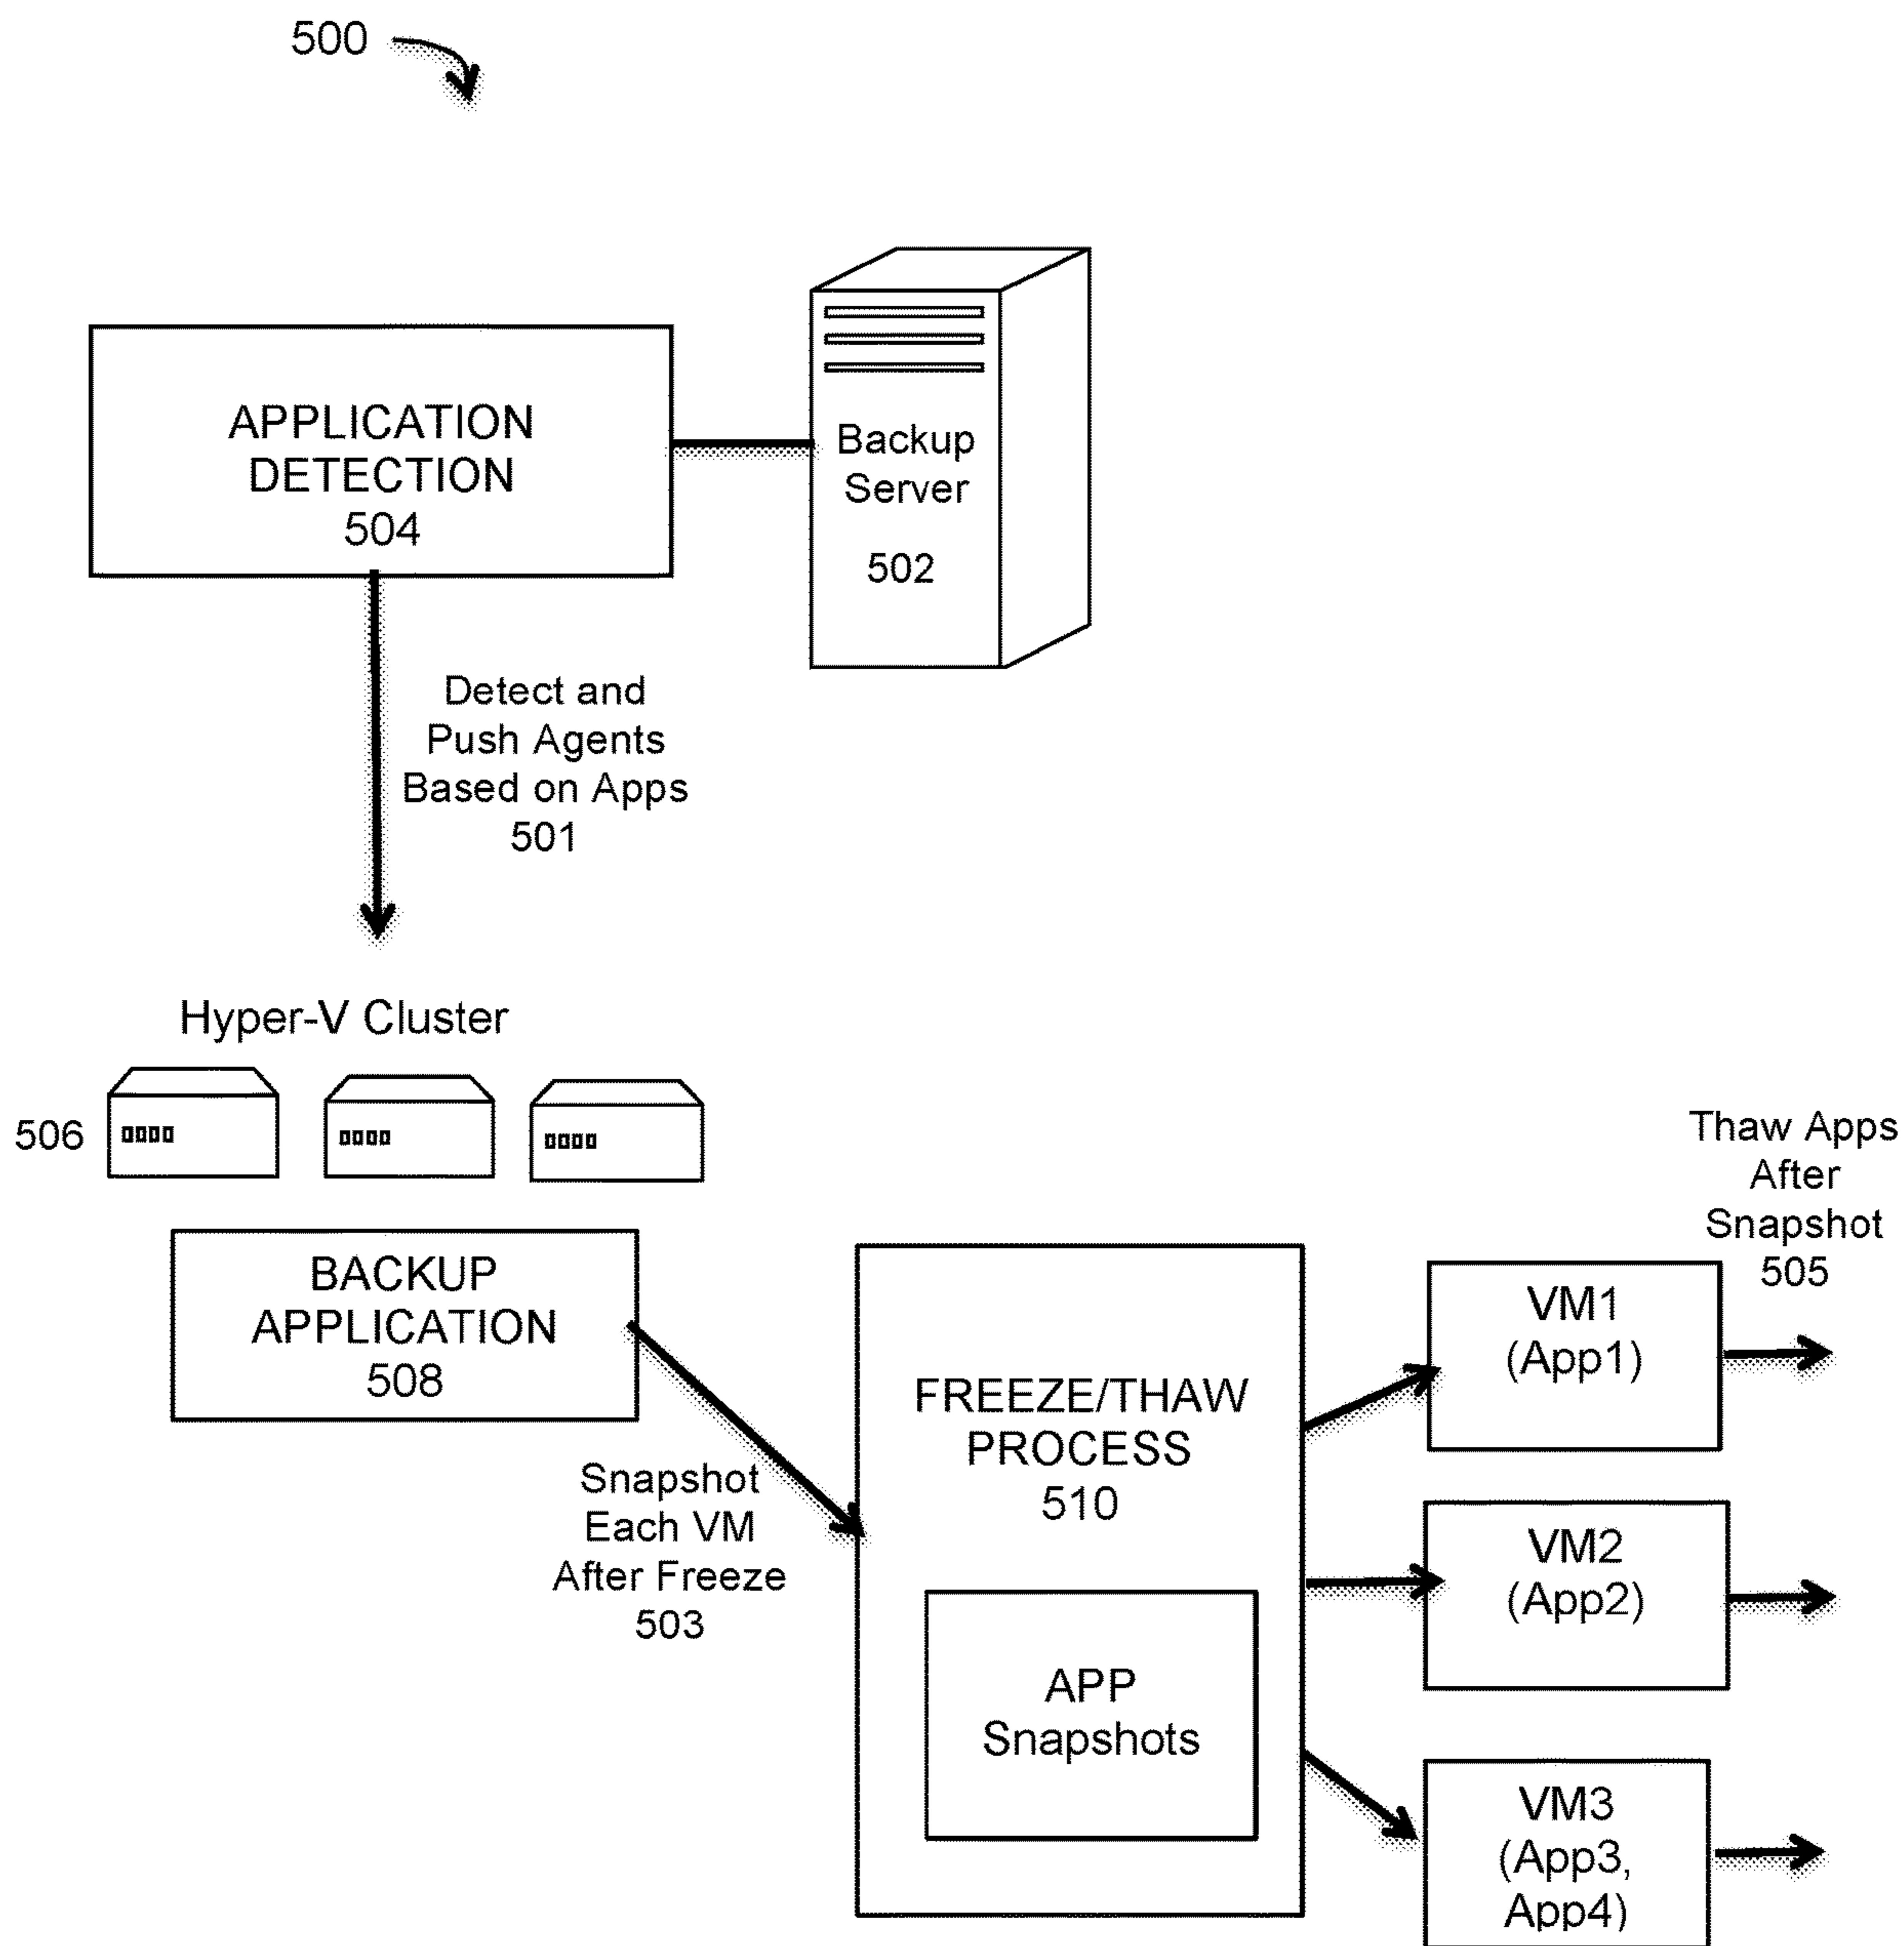 500
APPLICATION
DETECTION
504
Backup
Server
502
Detect and
Push Agents
Based on Apps
501
Hyper-V Cluster
506
BACKUP
APPLICATION
508
Snapshot
Each VM
After Freeze
503
FREEZE/THAW
PROCESS
510
APP
Snapshots
Thaw Apps
After
Snapshot
505
VM1
(App1)
VM2
(App2)
VM3
(App3,
App4)